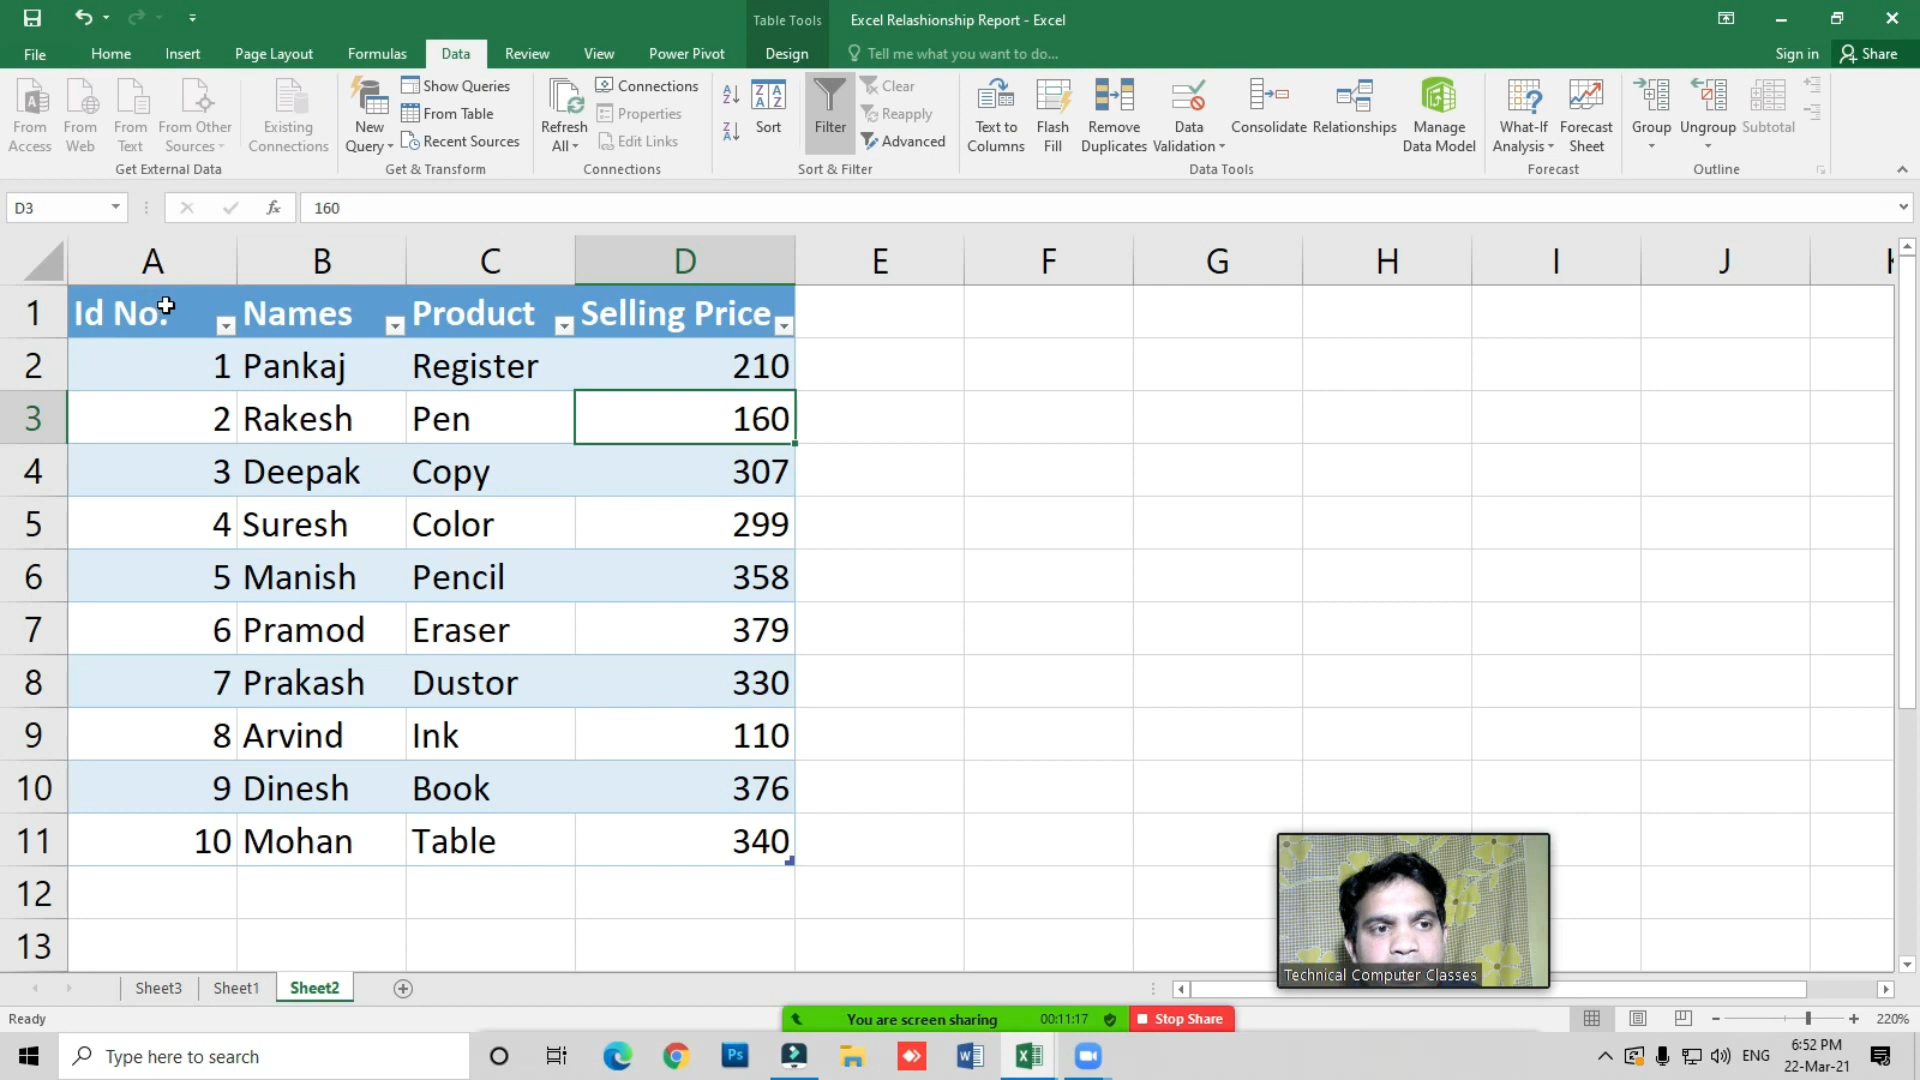 Table Tools
Excel Relashionship Report - Excel
File Home Insert Page Layout Formulas Data Review View Power Pivot Design Tell me what you want to do... Sign in Share
From Access
From Web
From Text
From Other Sources
Existing Connections
Get External Data
New Query
Show Queries
From Table
Recent Sources
Get & Transform
Refresh All
Connections
Properties
Edit Links
Connections
Sort
Filter
Clear
Reapply
Advanced
Sort & Filter
Text to Columns
Flash Fill
Remove Duplicates
Data Validation
Consolidate
Relationships
Manage Data Model
Data Tools
What-If Analysis
Forecast Sheet
Forecast
Group
Ungroup
Subtotal
Outline
D3 fx 160
A B C D E F G H I J
1 Id No. Names Product Selling Price
2 1 Pankaj Register 210
3 2 Rakesh Pen 160
4 3 Deepak Copy 307
5 4 Suresh Color 299
6 5 Manish Pencil 358
7 6 Pramod Eraser 379
8 7 Prakash Dustor 330
9 8 Arvind Ink 110
10 9 Dinesh Book 376
11 10 Mohan Table 340
12
13
Technical Computer Classes
Sheet3 Sheet1 Sheet2
Ready
You are screen sharing 00:11:17 Stop Share
220%
Type here to search
ENG
6:52 PM
22-Mar-21